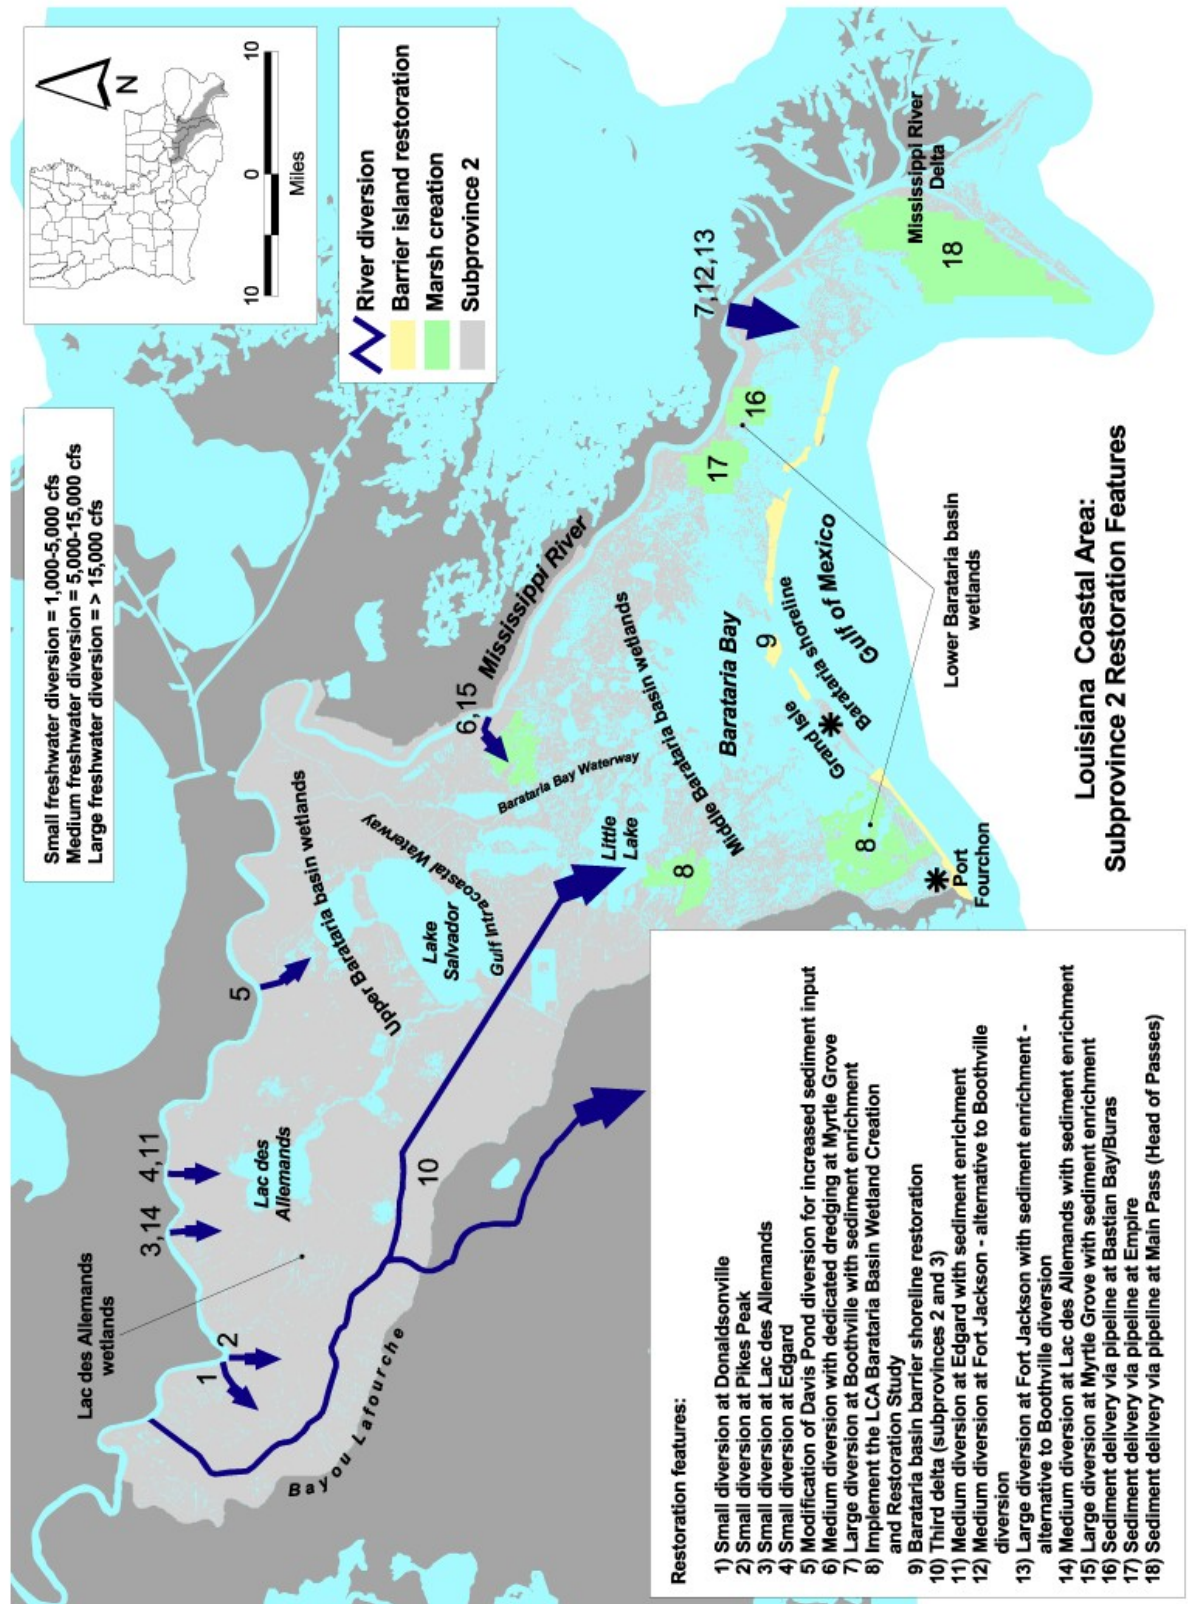 Small freshwater diversion = 1,000-5,000 cfs
Medium freshwater diversion = 5,000-15,000 cfs
Large freshwater diversion = > 15,000 cfs
N
10 0 10
Miles
River diversion
Barrier island restoration
Marsh creation
Subprovince 2
Lac des Allemands
wetlands
1
2
3,14
4,11
5
6,15
7,12,13
Mississippi River
Upper Barataria basin wetlands
Lac des
Allemands
Lake
Salvador
Gulf Intracoastal Waterway
Barataria Bay Waterway
10
Bayou Lafourche
Little
Lake
Middle Barataria basin wetlands
Barataria Bay
17
16
18
Mississippi River
Delta
8
8
9
Grand Isle
Barataria shoreline
Gulf of Mexico
Port
Fourchon
Lower Barataria basin
wetlands
Louisiana Coastal Area:
Subprovince 2 Restoration Features
Restoration features:
1) Small diversion at Donaldsonville
2) Small diversion at Pikes Peak
3) Small diversion at Lac des Allemands
4) Small diversion at Edgard
5) Modification of Davis Pond diversion for increased sediment input
6) Medium diversion with dedicated dredging at Myrtle Grove
7) Large diversion at Boothville with sediment enrichment
8) Implement the LCA Barataria Basin Wetland Creation
and Restoration Study
9) Barataria basin barrier shoreline restoration
10) Third delta (subprovinces 2 and 3)
11) Medium diversion at Edgard with sediment enrichment
12) Medium diversion at Fort Jackson - alternative to Boothville
diversion
13) Large diversion at Fort Jackson with sediment enrichment -
alternative to Boothville diversion
14) Medium diversion at Lac des Allemands with sediment enrichment
15) Large diversion at Myrtle Grove with sediment enrichment
16) Sediment delivery via pipeline at Bastian Bay/Buras
17) Sediment delivery via pipeline at Empire
18) Sediment delivery via pipeline at Main Pass (Head of Passes)